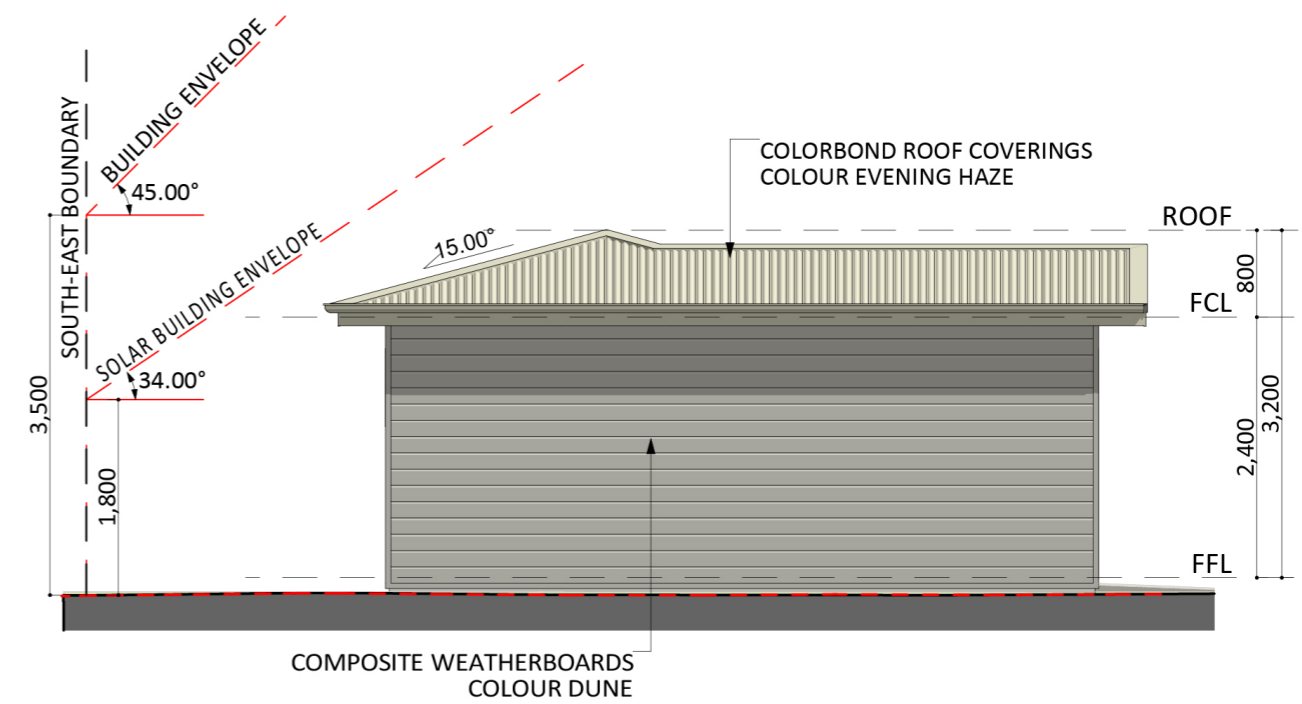 BUILDING ENVELOPE
SOUTH-EAST BOUNDARY
45.00°
SOLAR BUILDING ENVELOPE
34.00°
3,500
1,800
15.00°
COLORBOND ROOF COVERINGS
COLOUR EVENING HAZE
ROOF
800
FCL
3,200
2,400
FFL
COMPOSITE WEATHERBOARDS
COLOUR DUNE